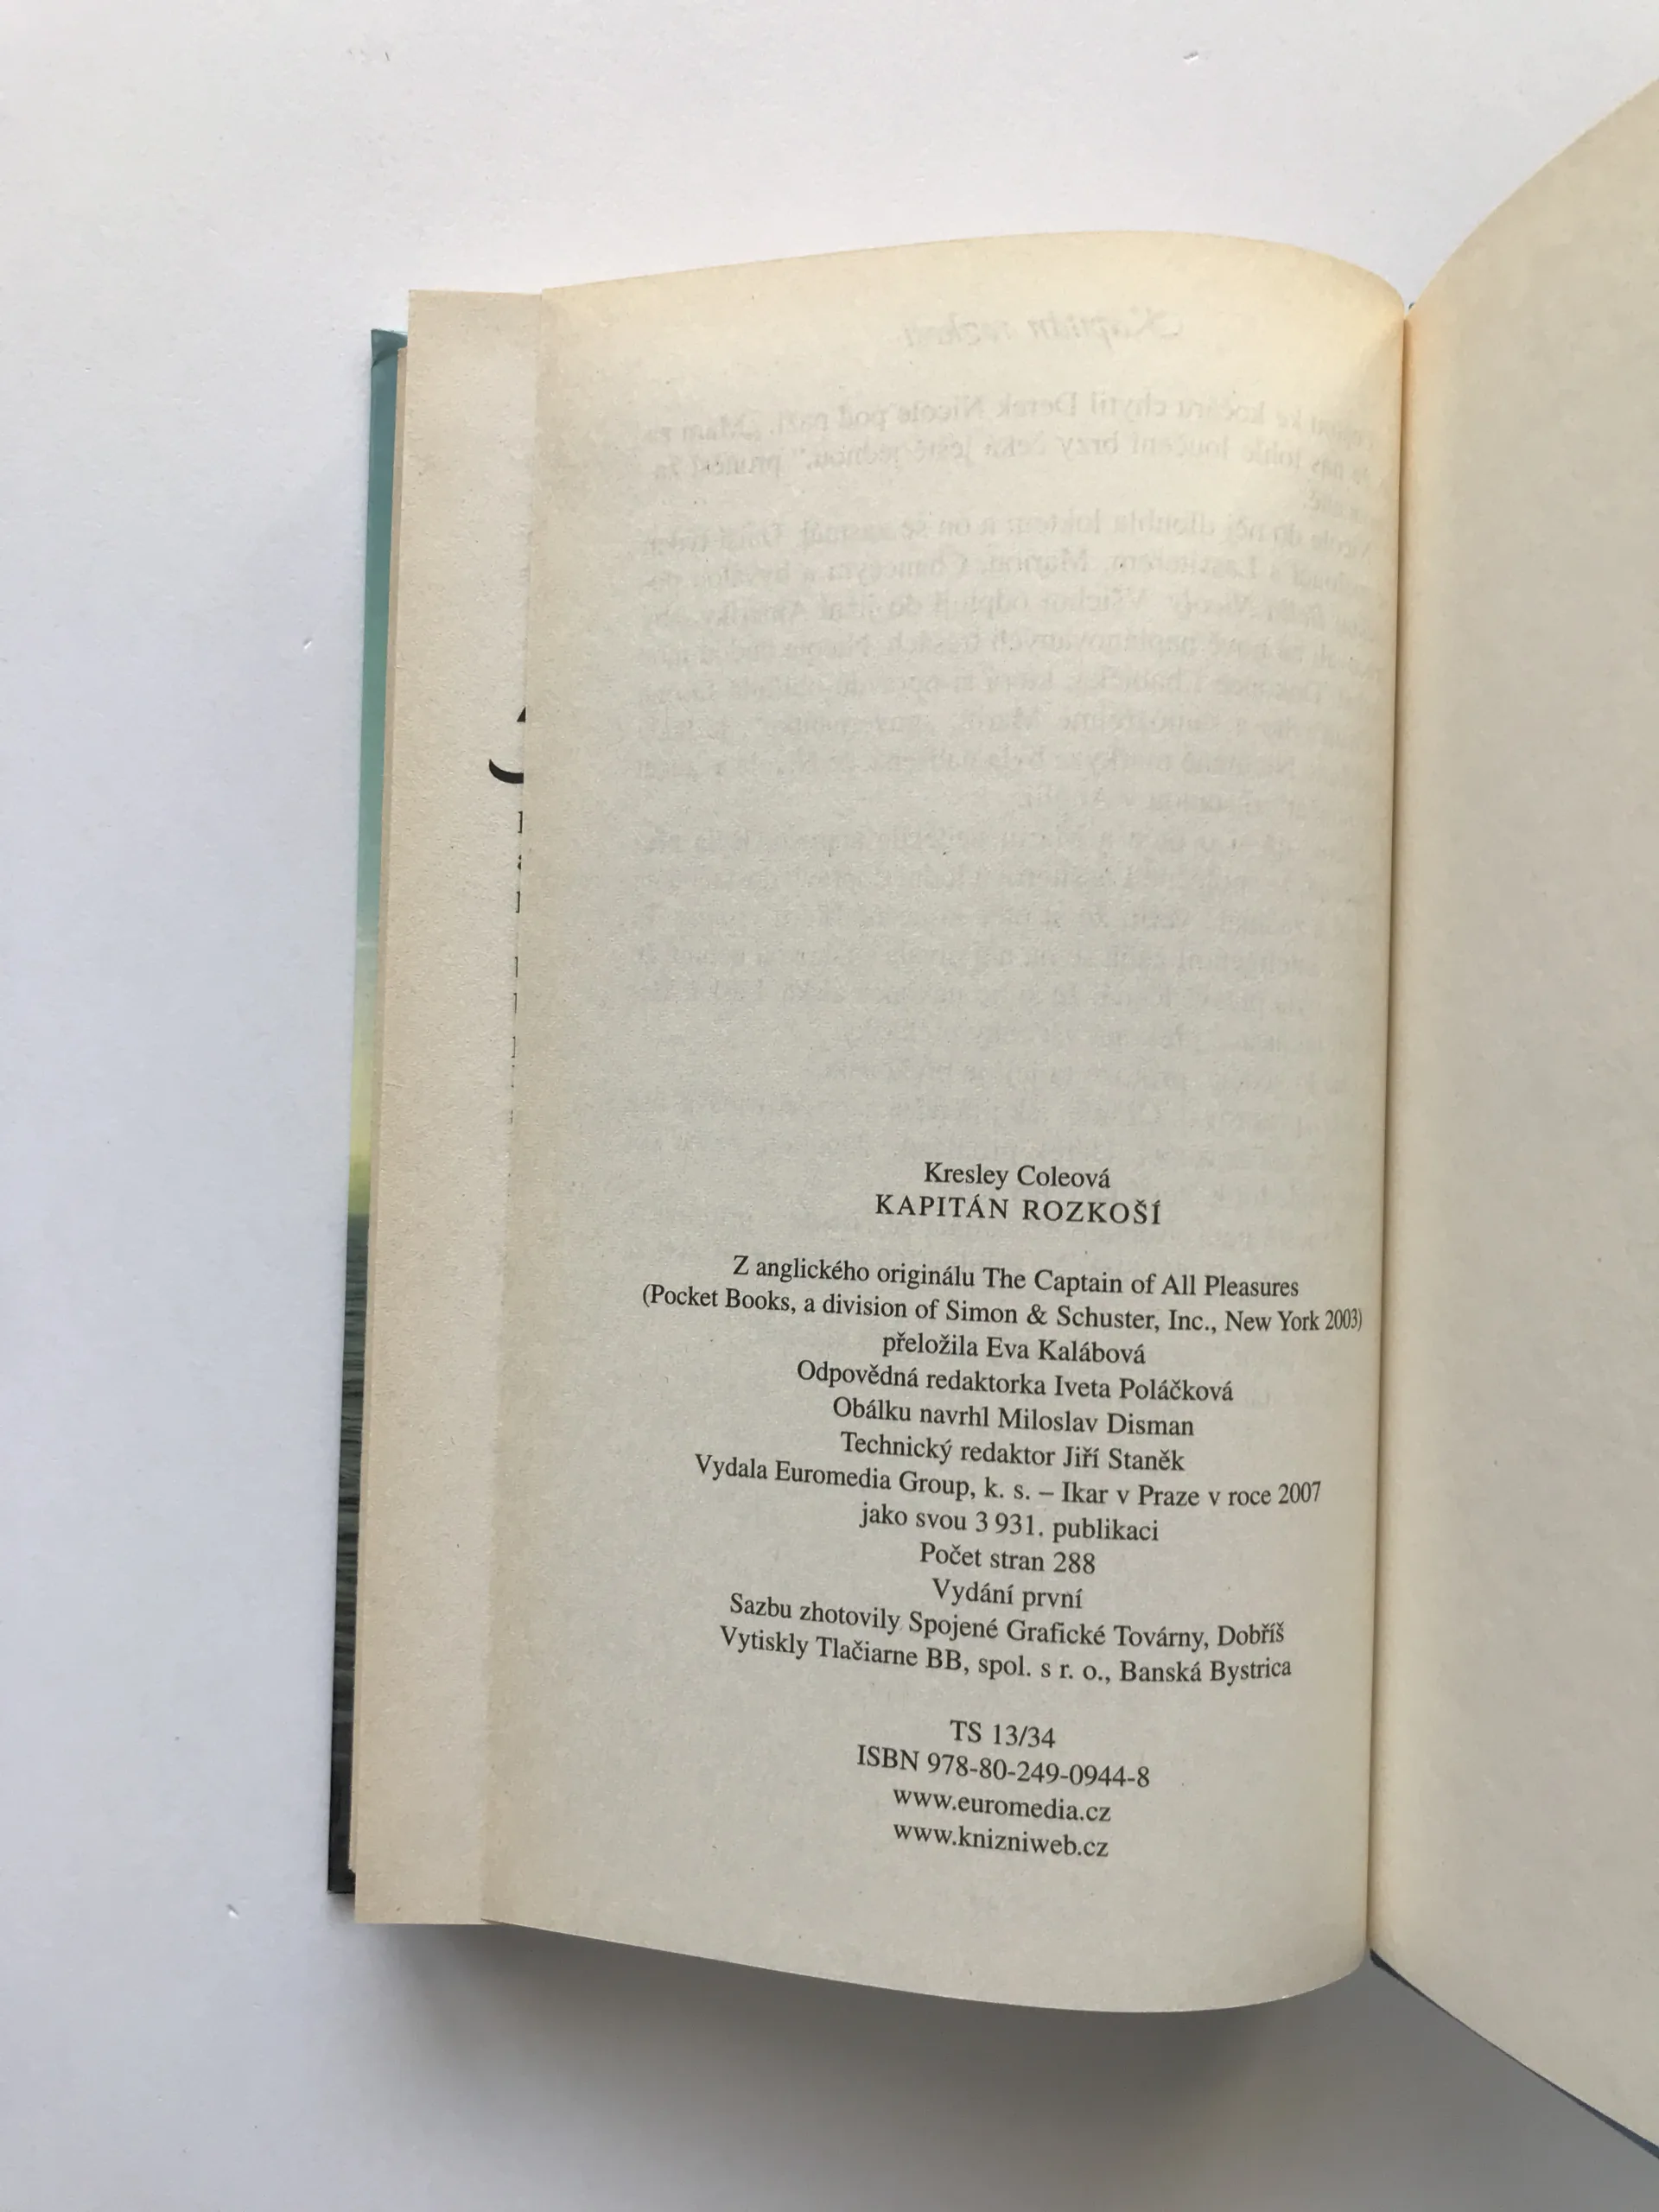 Kresley Coleová
KAPITÁN ROZKOŠÍ
Z anglického originálu The Captain of All Pleasures
(Pocket Books, a division of Simon & Schuster, Inc., New York 2003)
přeložila Eva Kalábová
Odpovědná redaktorka Iveta Poláčková
Obálku navrhl Miloslav Disman
Technický redaktor Jiří Staněk
Vydala Euromedia Group, k. s. – Ikar v Praze v roce 2007
jako svou 3 931. publikaci
Počet stran 288
Vydání první
Sazbu zhotovily Spojené Grafické Továrny, Dobříš
Vytiskly Tlačiarne BB, spol. s r. o., Banská Bystrica
TS 13/34
ISBN 978-80-249-0944-8
www.euromedia.cz
www.knizniweb.cz